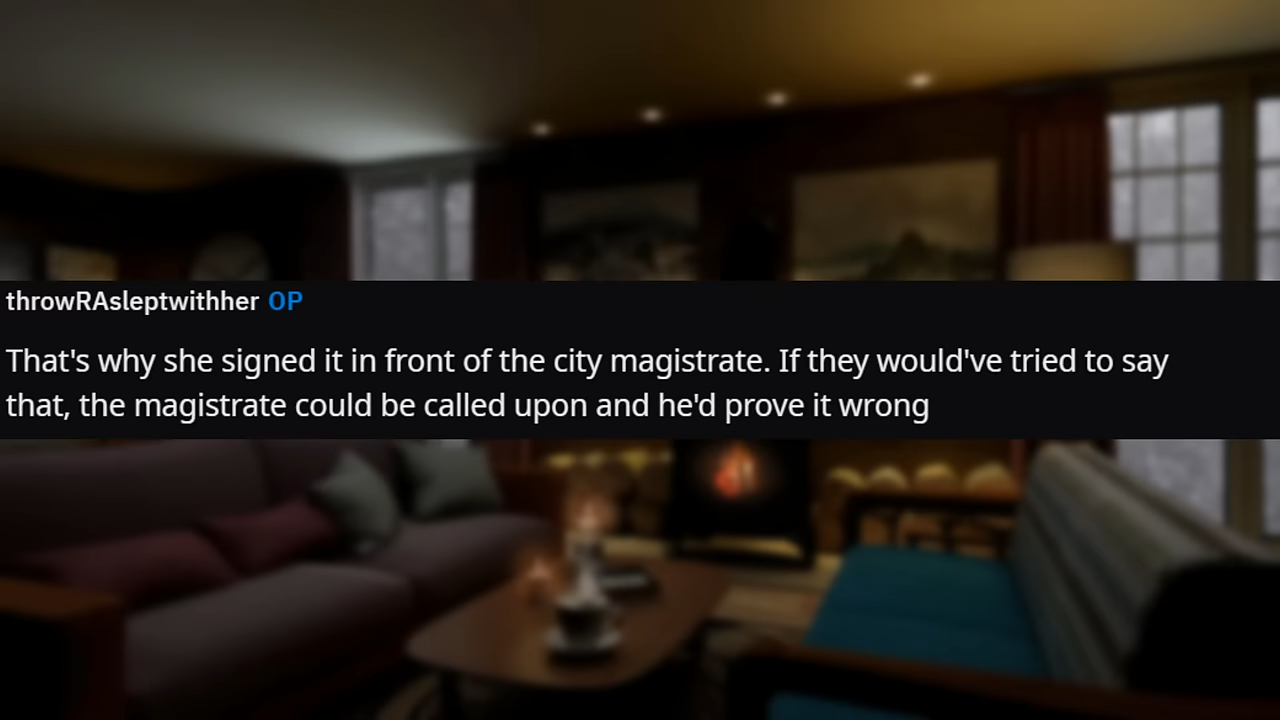 throwRAsleptwithher OP
That's why she signed it in front of the city magistrate. If they would've tried to say
that, the magistrate could be called upon and he'd prove it wrong